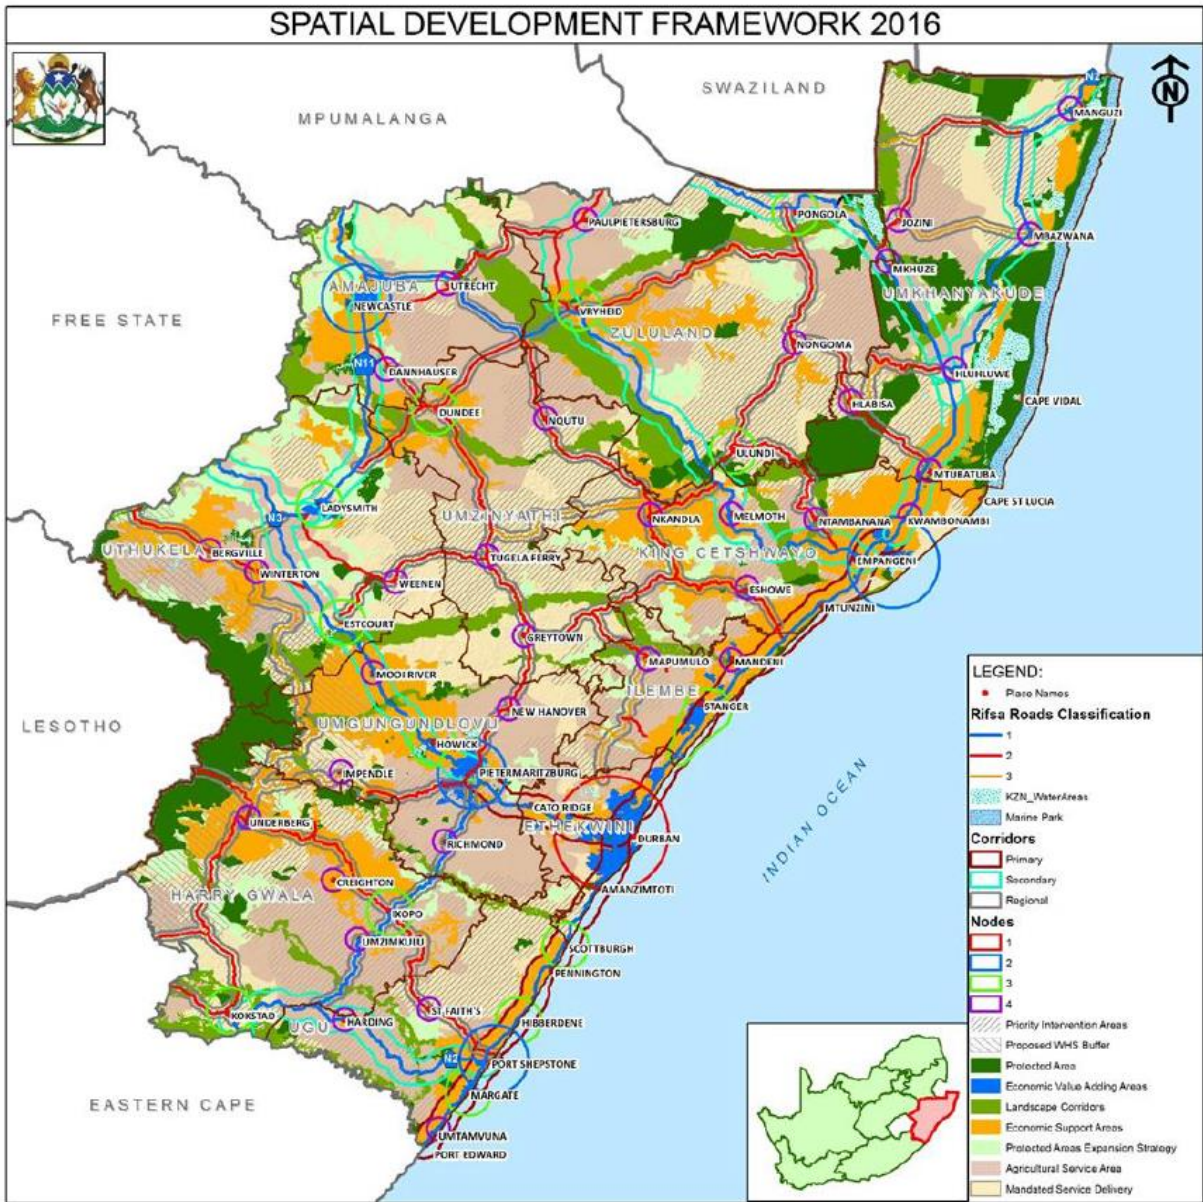 SPATIAL DEVELOPMENT FRAMEWORK 2016
SWAZILAND
MPUMALANGA
N
N2
MANGUZI
PAULPIETERSBURG
PONGOLA
JOZINI
MBAZWANA
MKHUZE
UMKHANYAKUDE
AMAJUBA
UTRECHT
NEWCASTLE
FREE STATE
VRYHEID
ZULULAND
NONGOMA
N11
DANNHAUSER
HLUHLUWE
HLABISA
CAPE VIDAL
DUNDEE
NQUTU
ULUNDI
MTUBATUBA
CAPE ST LUCIA
LADYSMITH
N3
UMZINYATHI
NKANDLA
MELMOTH
NTAMBANANA
KWAMBONAMBI
UTHUKELA
BERGVILLE
TUGELA FERRY
KING CETSHWAYO
EMPANGENI
WINTERTON
WEENEN
ESHOWE
MTUNZINI
ESTCOURT
GREYTOWN
MAPUMULO
MANDENI
MOOI RIVER
ILEMBE
STANGER
LESOTHO
UMGUNGUNDLOVU
NEW HANOVER
HOWICK
IMPENDLE
PIETERMARITZBURG
CATO RIDGE
UNDERBERG
ETHEKWINI
DURBAN
RICHMOND
INDIAN OCEAN
CREIGHTON
AMANZIMTOTI
HARRY GWALA
IXOPO
UMZIMKULU
SCOTTBURGH
PENNINGTON
KOKSTAD
HARDING
ST FAITH'S
HIBBERDENE
UGU
N2
PORT SHEPSTONE
MARGATE
EASTERN CAPE
UMTAMVUNA
PORT EDWARD
LEGEND:
Place Names
Rifsa Roads Classification
1
2
3
KZN_WaterAreas
Marine Park
Corridors
Primary
Secondary
Regional
Nodes
1
2
3
4
Priority Intervention Areas
Proposed WHS Buffer
Protected Area
Economic Value Adding Areas
Landscape Corridors
Economic Support Areas
Protected Areas Expansion Strategy
Agricultural Service Area
Mandated Service Delivery